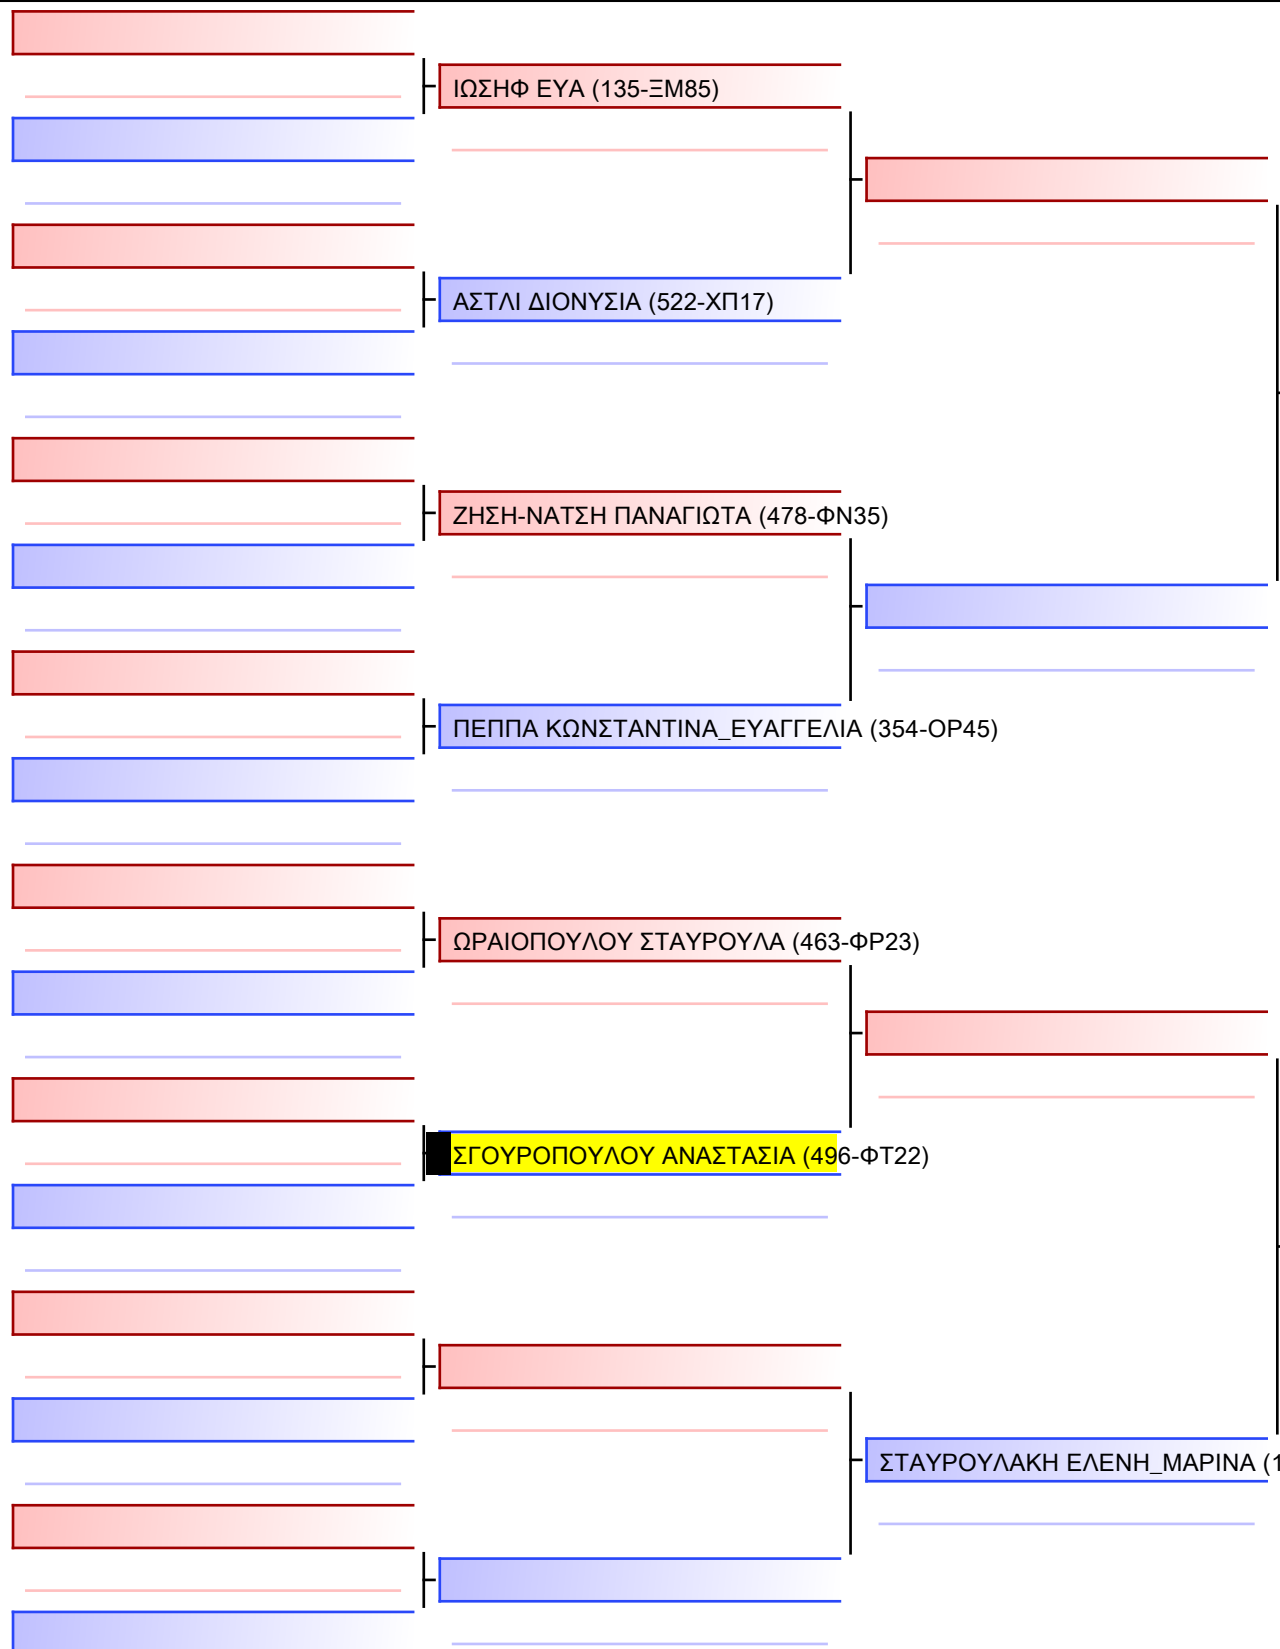 ΙΩΣΗΦ ΕΥΑ (135-ΞΜ85)
ΑΣΤΛΙ ΔΙΟΝΥΣΙΑ (522-ΧΠ17)
ΖΗΣΗ-ΝΑΤΣΗ ΠΑΝΑΓΙΩΤΑ (478-ΦΝ35)
ΠΕΠΠΑ ΚΩΝΣΤΑΝΤΙΝΑ_ΕΥΑΓΓΕΛΙΑ (354-ΟΡ45)
ΩΡΑΙΟΠΟΥΛΟΥ ΣΤΑΥΡΟΥΛΑ (463-ΦΡ23)
ΣΓΟΥΡΟΠΟΥΛΟΥ ΑΝΑΣΤΑΣΙΑ (496-ΦΤ22)
ΣΤΑΥΡΟΥΛΑΚΗ ΕΛΕΝΗ_ΜΑΡΙΝΑ (1